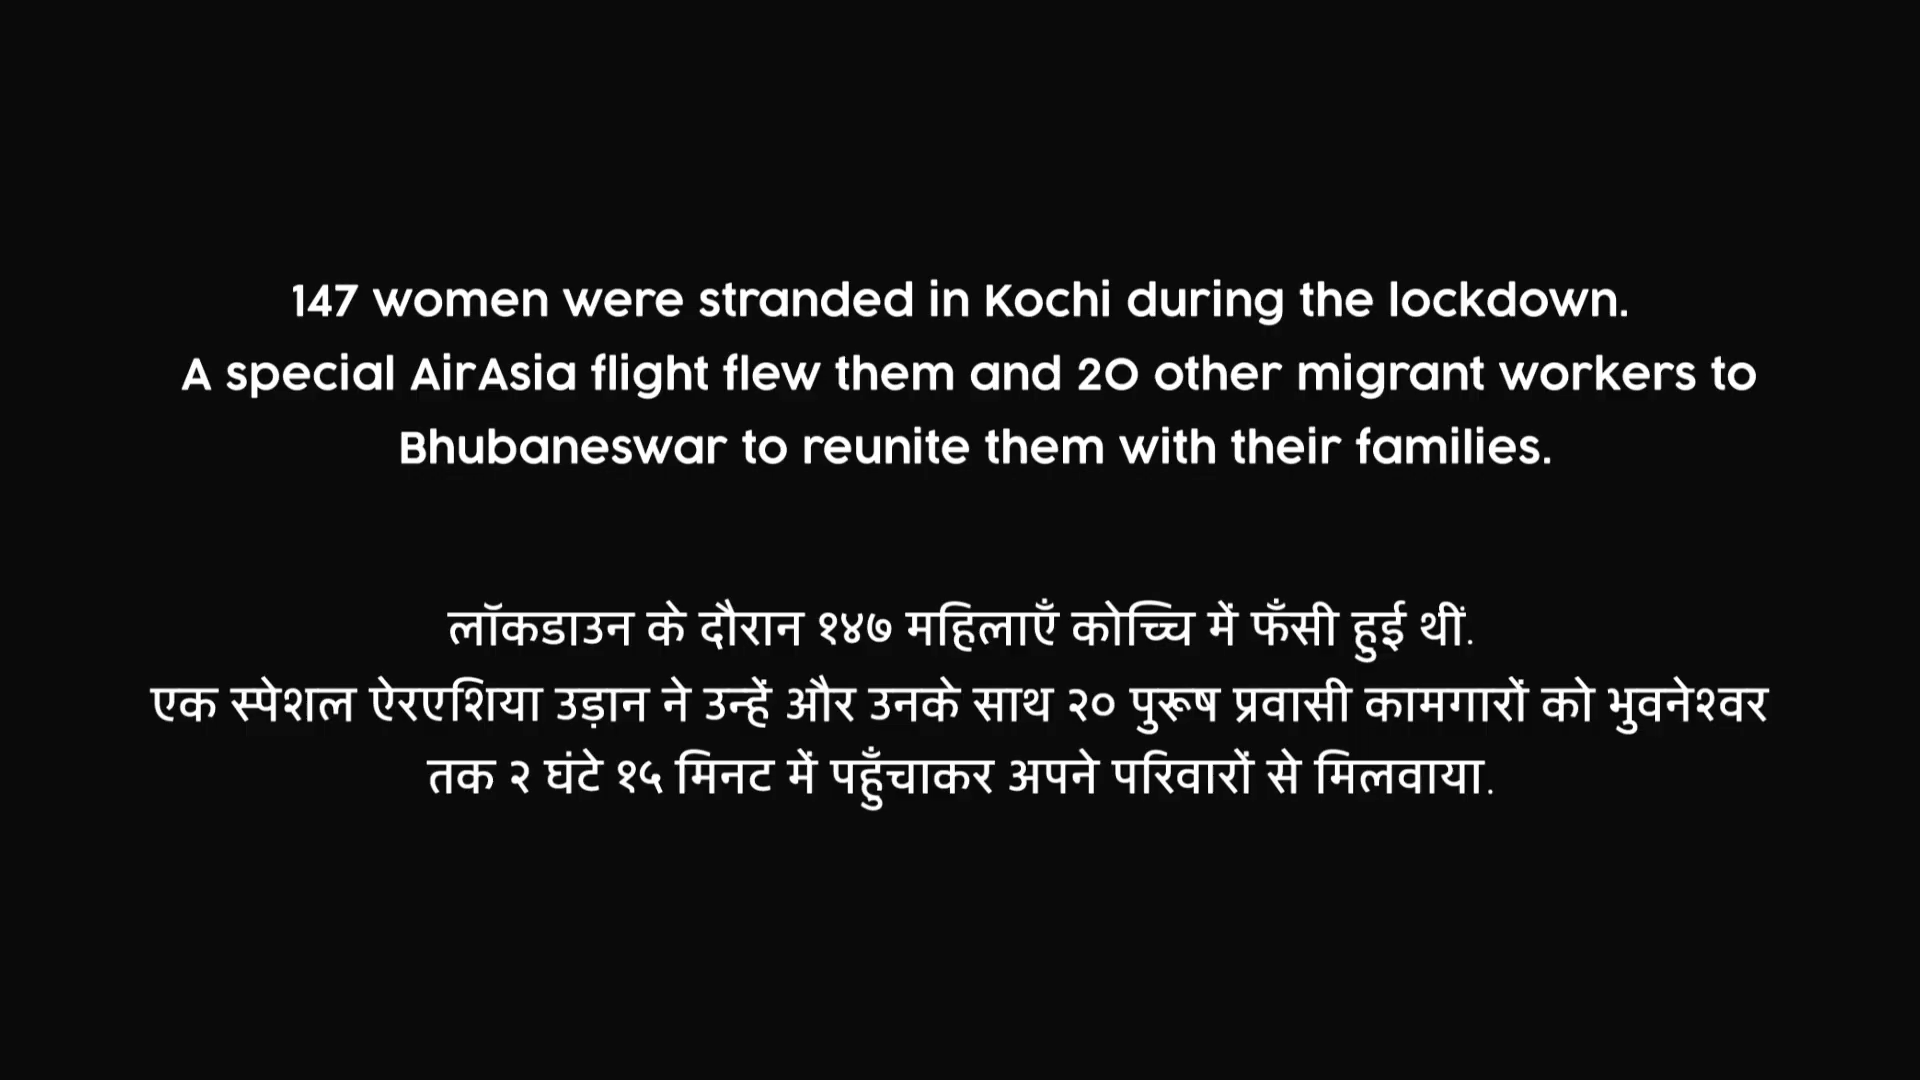 147 women were stranded in Kochi during the lockdown.
A special AirAsia flight flew them and 20 other migrant workers to
Bhubaneswar to reunite them with their families.
लॉकडाउन के दौरान १४७ महिलाएँ कोच्चि में फँसी हुई थीं.
एक स्पेशल ऐरएशिया उड़ान ने उन्हें और उनके साथ २० पुरूष प्रवासी कामगारों को भुवनेश्वर
तक २ घंटे १५ मिनट में पहुँचाकर अपने परिवारों से मिलवाया.